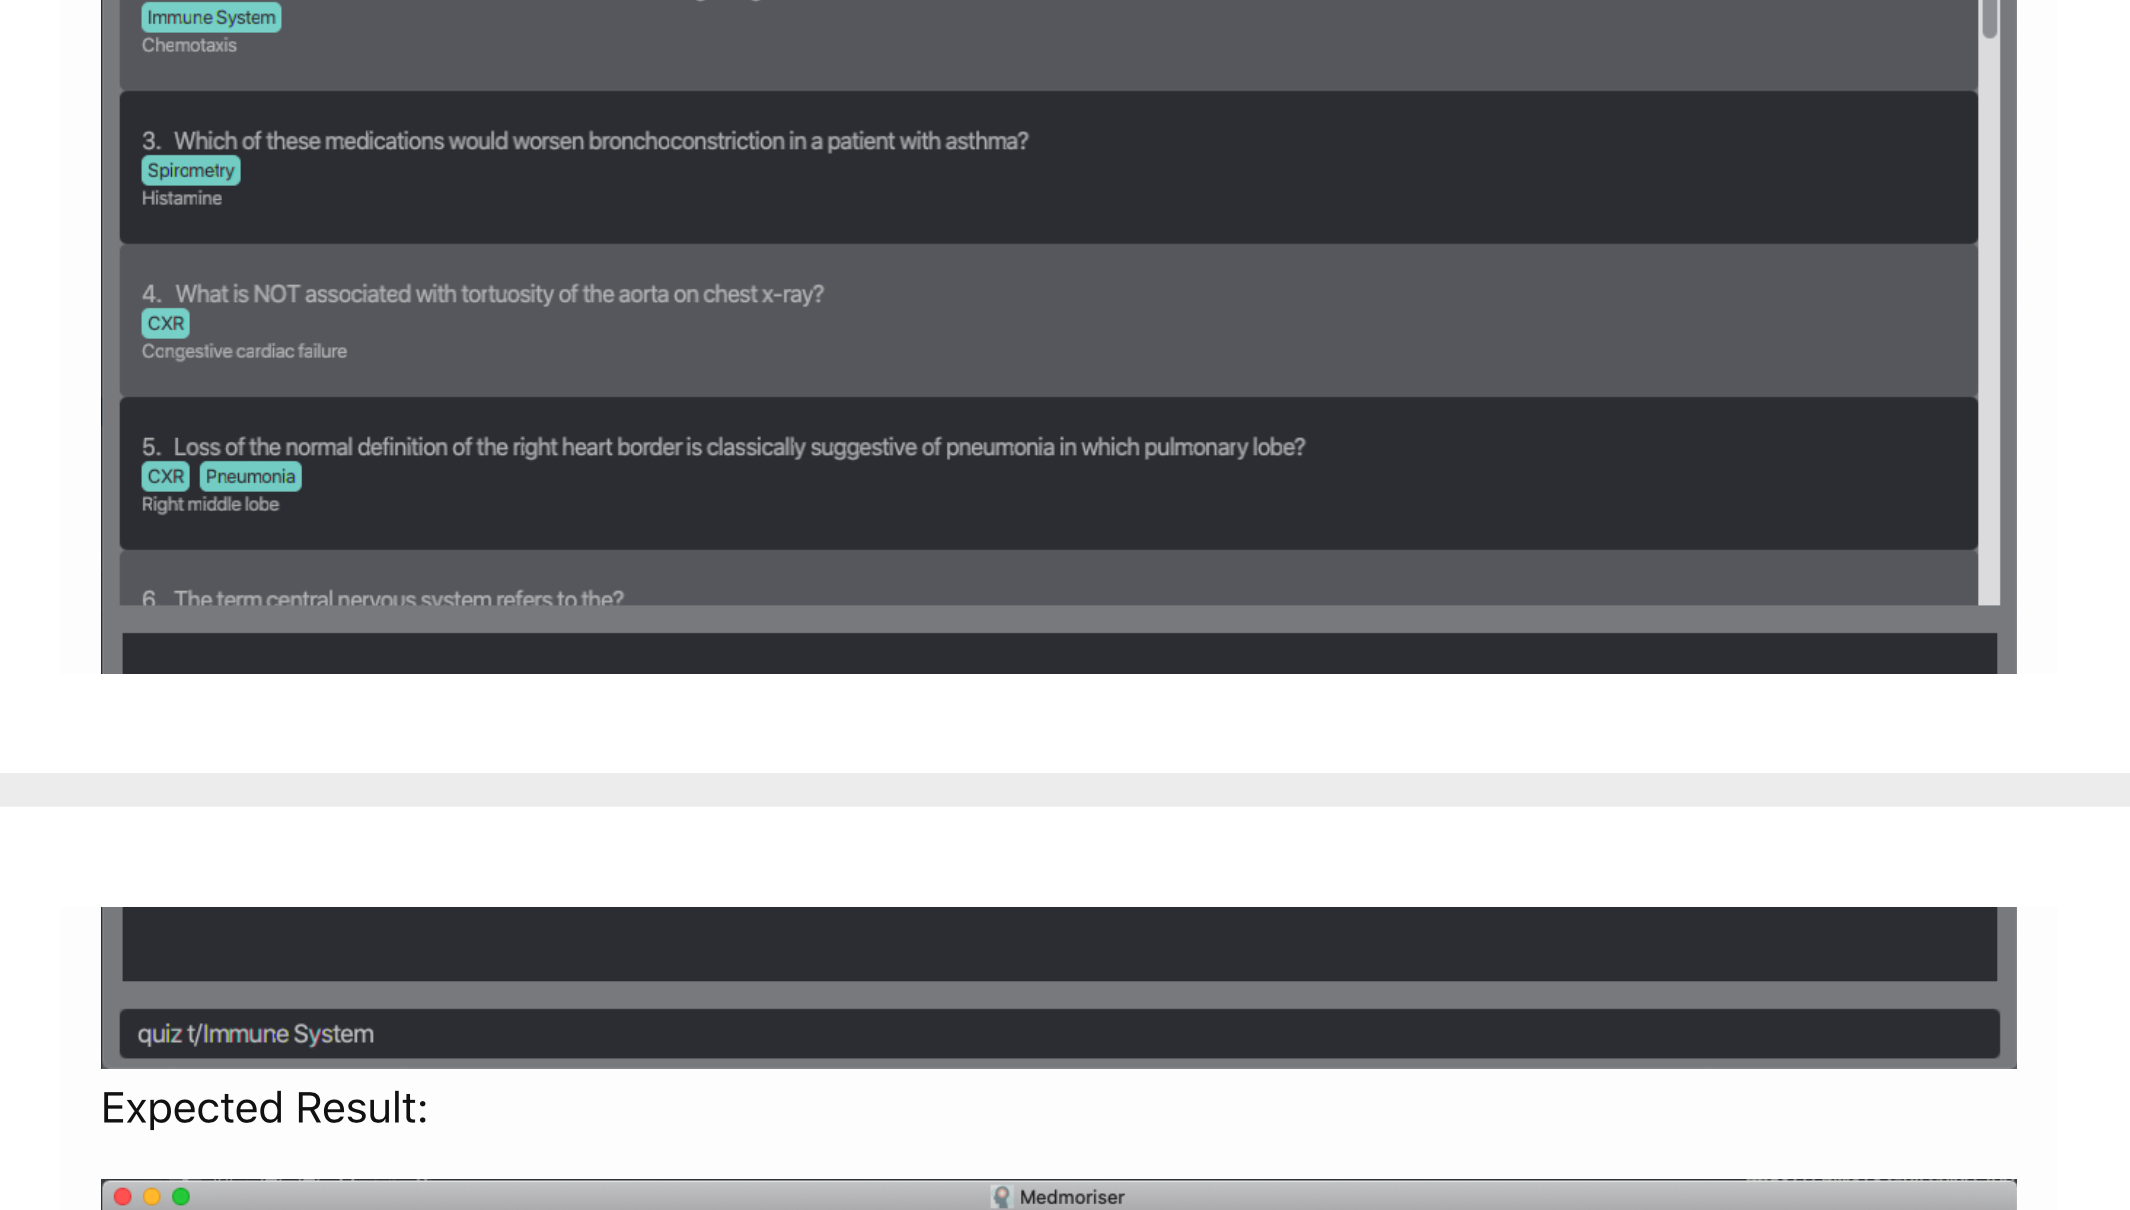 Immune System
Chemotaxis
3. Which of these medications would worsen bronchoconstriction in a patient with asthma?
Spirometry
Histamine
4. What is NOT associated with tortuosity of the aorta on chest x-ray?
CXR
Congestive cardiac failure
5. Loss of the normal definition of the right heart border is classically suggestive of pneumonia in which pulmonary lobe?
CXR Pneumonia
Right middle lobe
6. The term central nervous system refers to the?
quiz t/Immune System
Expected Result:
Medmoriser